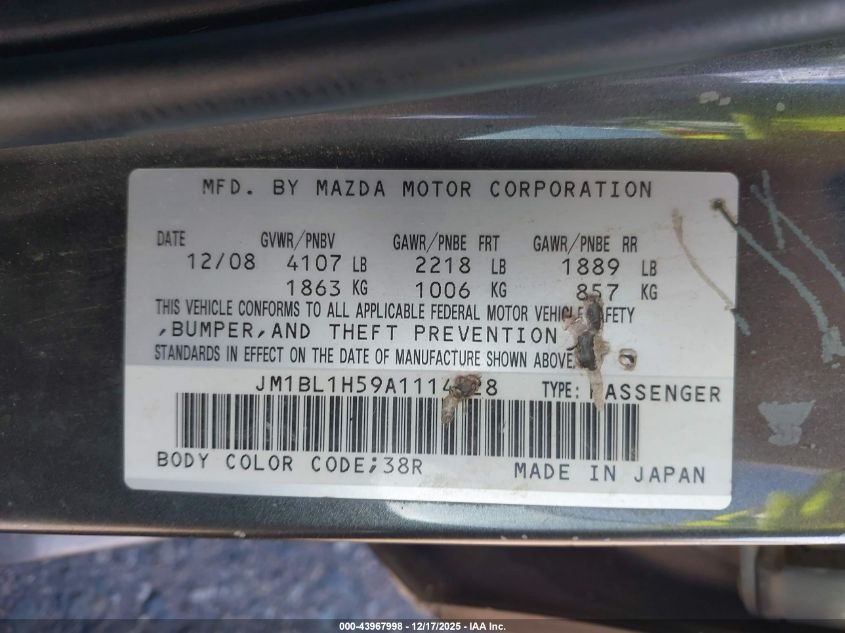 MFD. BY MAZDA MOTOR CORPORATION
DATE GVWR/PNBV GAWR/PNBE FRT GAWR/PNBE RR
12/08 4107 LB 2218 LB 1889 LB
1863 KG 1006 KG 857 KG
THIS VEHICLE CONFORMS TO ALL APPLICABLE FEDERAL MOTOR VEHICLE SAFETY
,BUMPER,AND THEFT PREVENTION
STANDARDS IN EFFECT ON THE DATE OF MANUFACTURE SHOWN ABOVE.
TYPE: PASSENGER
BODY COLOR CODE;38R MADE IN JAPAN
000-43967998 - 12/17/2025 - IAA Inc.